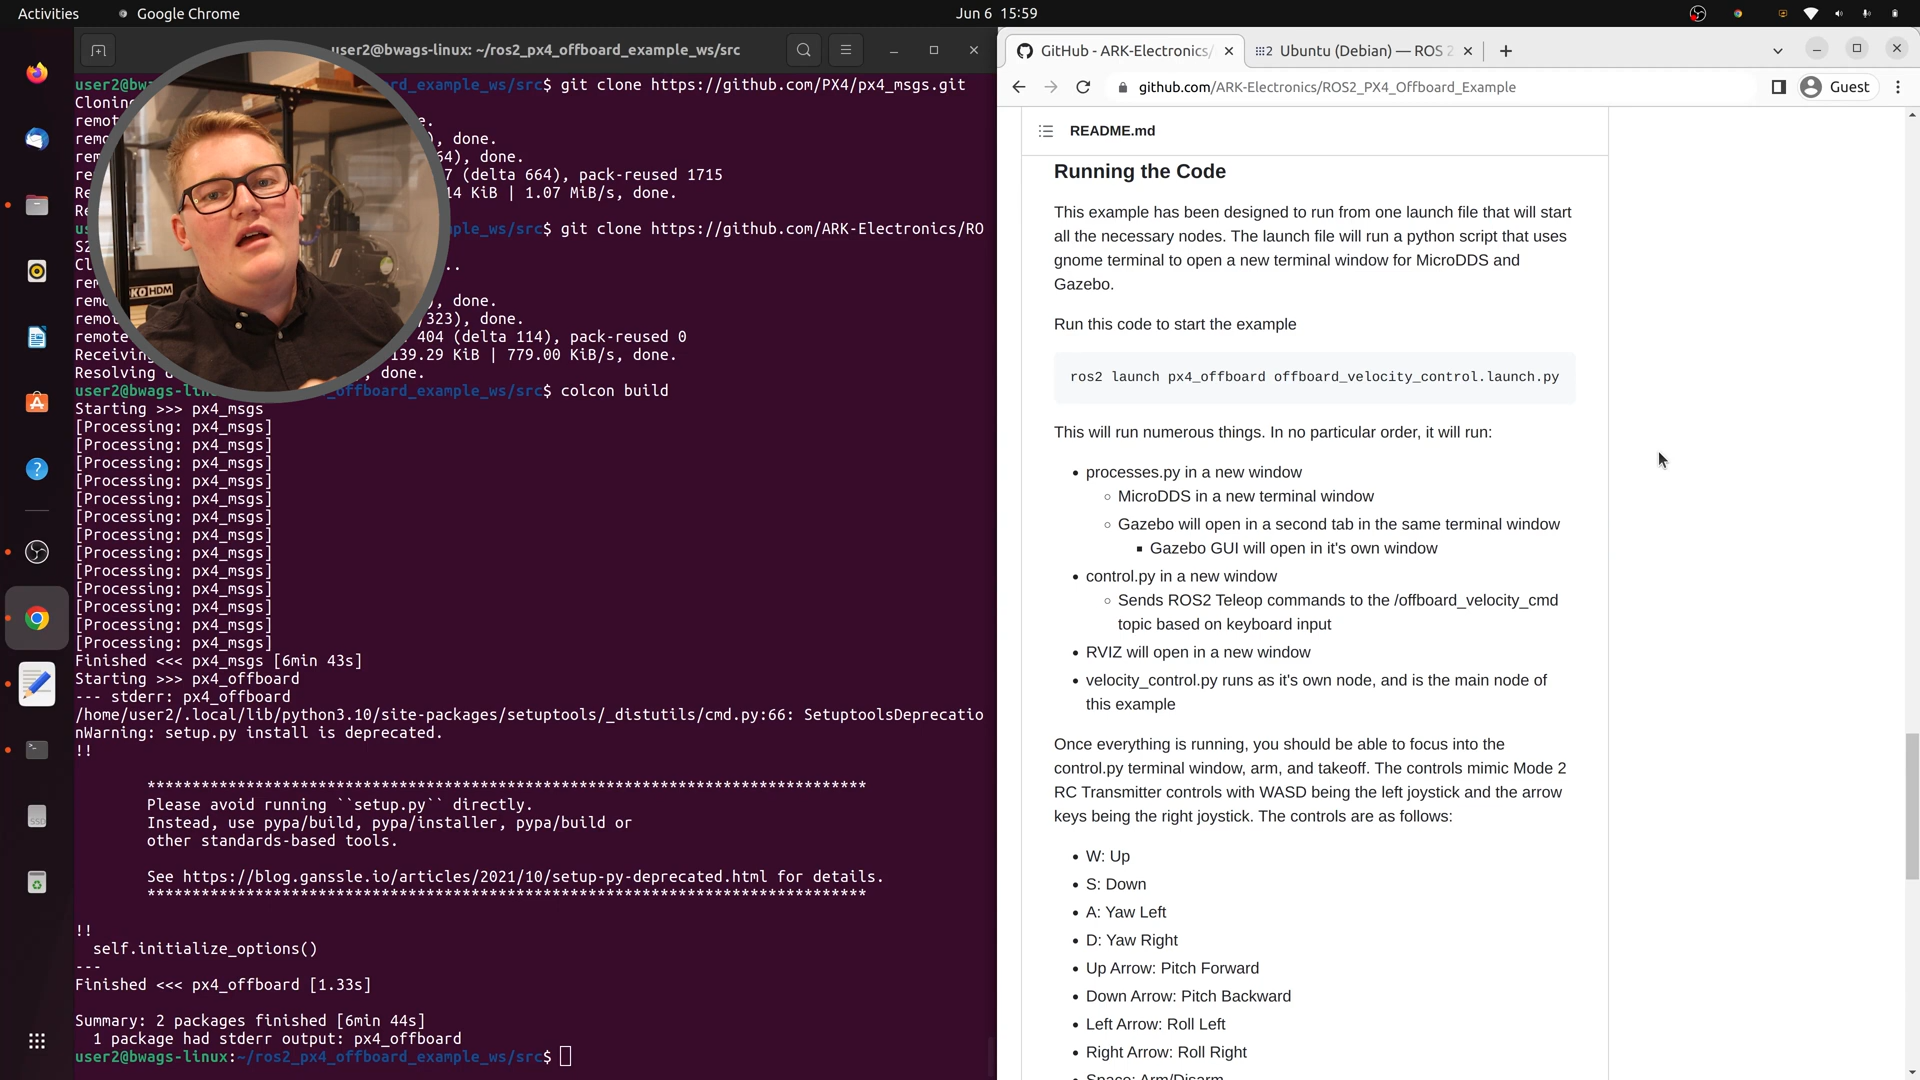 Activities
Google Chrome
Jun 6 15:59
user2@bwags-linux: ~/ros2_px4_offboard_example_ws/src
user2@bw rd_example_ws/src$ git clone https://github.com/PX4/px4_msgs.git
Cloning
remot e.
remo ), done.
rem 64), done.
re 7 (delta 664), pack-reused 1715
R 14 KiB | 1.07 MiB/s, done.
Re
us ple_ws/src$ git clone https://github.com/ARK-Electronics/RO
S2
Cl ..
rem
remo ), done.
remot /323), done.
remote 404 (delta 114), pack-reused 0
Receiving 139.29 KiB | 779.00 KiB/s, done.
Resolving , done.
user2@bwags-lin _offboard_example_ws/src$ colcon build
Starting >>> px4_msgs
[Processing: px4_msgs]
[Processing: px4_msgs]
[Processing: px4_msgs]
[Processing: px4_msgs]
[Processing: px4_msgs]
[Processing: px4_msgs]
[Processing: px4_msgs]
[Processing: px4_msgs]
[Processing: px4_msgs]
[Processing: px4_msgs]
[Processing: px4_msgs]
[Processing: px4_msgs]
[Processing: px4_msgs]
Finished <<< px4_msgs [6min 43s]
Starting >>> px4_offboard
--- stderr: px4_offboard
/home/user2/.local/lib/python3.10/site-packages/setuptools/_distutils/cmd.py:66: SetuptoolsDeprecatio
nWarning: setup.py install is deprecated.
!!
********************************************************************************
Please avoid running ``setup.py`` directly.
Instead, use pypa/build, pypa/installer, pypa/build or
other standards-based tools.
See https://blog.ganssle.io/articles/2021/10/setup-py-deprecated.html for details.
********************************************************************************
!!
self.initialize_options()
---
Finished <<< px4_offboard [1.33s]
Summary: 2 packages finished [6min 44s]
1 package had stderr output: px4_offboard
user2@bwags-linux:~/ros2_px4_offboard_example_ws/src$
KO HDM
GitHub - ARK-Electronics/
Ubuntu (Debian) — ROS 2
github.com/ARK-Electronics/ROS2_PX4_Offboard_Example
Guest
README.md
Running the Code
This example has been designed to run from one launch file that will start
all the necessary nodes. The launch file will run a python script that uses
gnome terminal to open a new terminal window for MicroDDS and
Gazebo.
Run this code to start the example
ros2 launch px4_offboard offboard_velocity_control.launch.py
This will run numerous things. In no particular order, it will run:
processes.py in a new window
MicroDDS in a new terminal window
Gazebo will open in a second tab in the same terminal window
Gazebo GUI will open in it's own window
control.py in a new window
Sends ROS2 Teleop commands to the /offboard_velocity_cmd
topic based on keyboard input
RVIZ will open in a new window
velocity_control.py runs as it's own node, and is the main node of
this example
Once everything is running, you should be able to focus into the
control.py terminal window, arm, and takeoff. The controls mimic Mode 2
RC Transmitter controls with WASD being the left joystick and the arrow
keys being the right joystick. The controls are as follows:
W: Up
S: Down
A: Yaw Left
D: Yaw Right
Up Arrow: Pitch Forward
Down Arrow: Pitch Backward
Left Arrow: Roll Left
Right Arrow: Roll Right
Space: Arm/Disarm